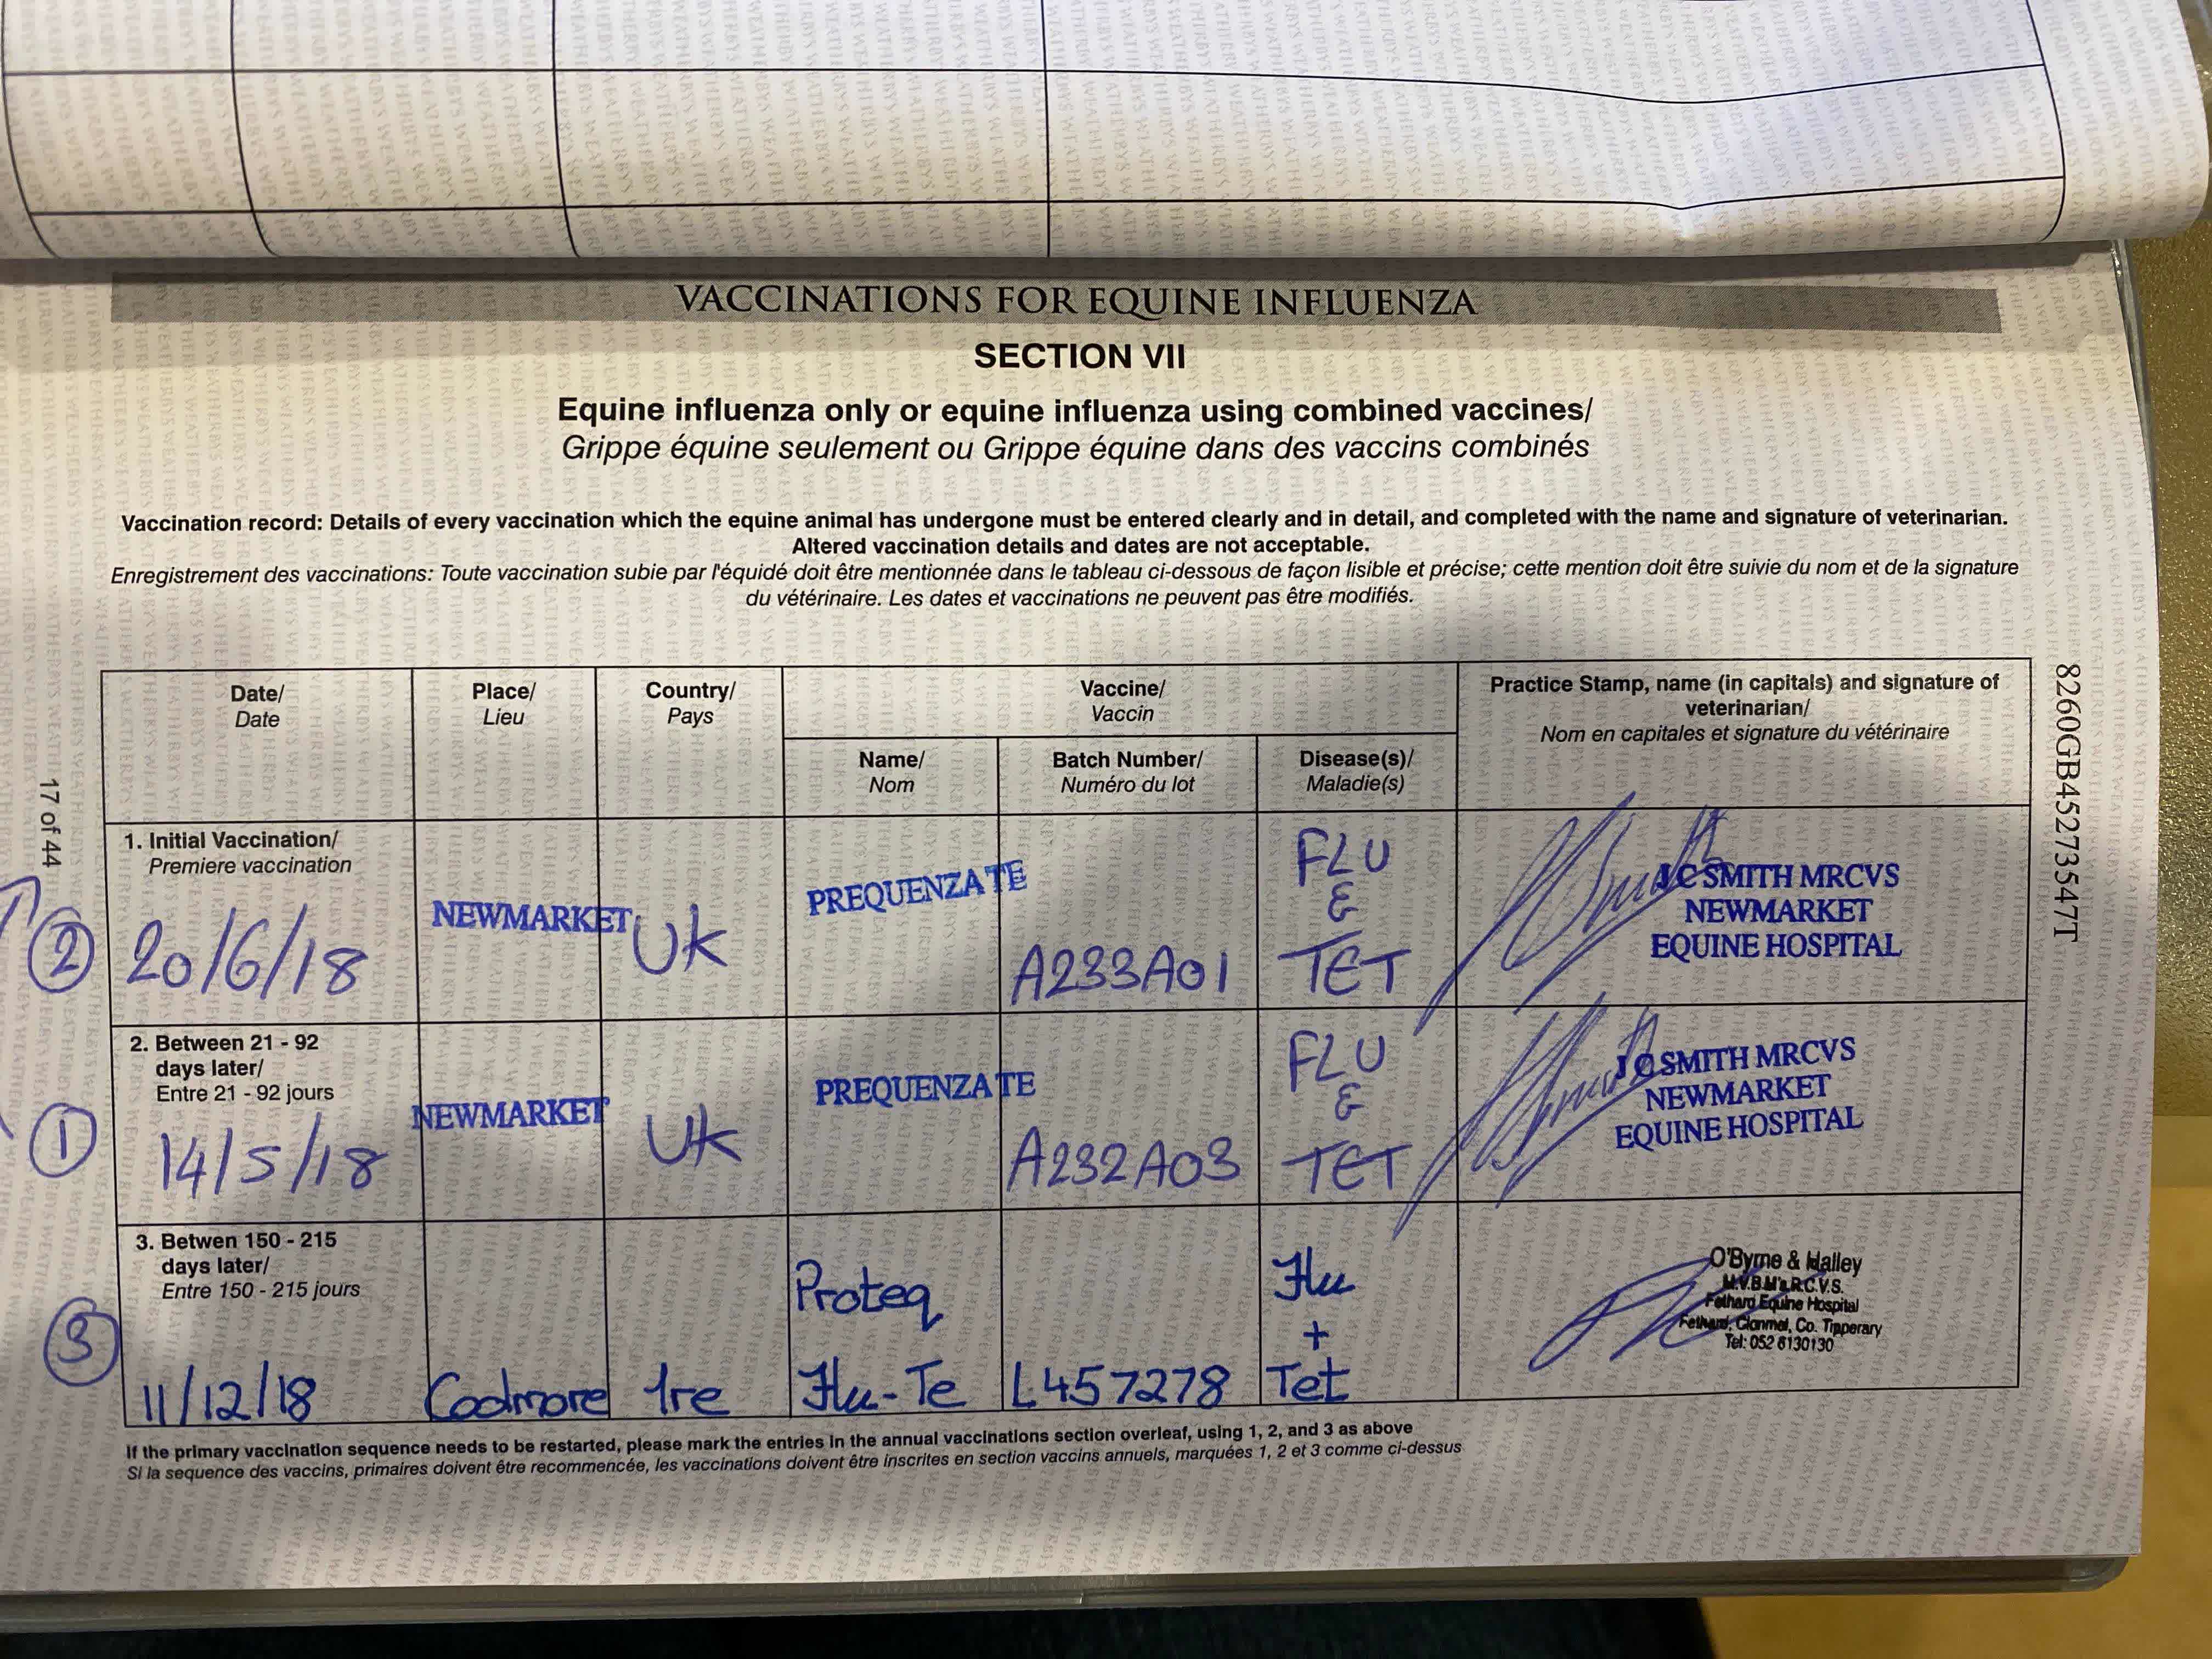 VACCINATIONS FOR EQUINE INFLUENZA
SECTION VII
Equine influenza only or equine influenza using combined vaccines/
Grippe équine seulement ou Grippe équine dans des vaccins combinés
Vaccination record: Details of every vaccination which the equine animal has undergone must be entered clearly and in detail, and completed with the name and signature of veterinarian.
Altered vaccination details and dates are not acceptable.
Enregistrement des vaccinations: Toute vaccination subie par l'équidé doit être mentionnée dans le tableau ci-dessous de façon lisible et précise; cette mention doit être suivie du nom et de la signature
du vétérinaire. Les dates et vaccinations ne peuvent pas être modifiés.
Date/
Date
Place/
Lieu
Country/
Pays
Vaccine/
Vaccin
Name/
Nom
Batch Number/
Numéro du lot
Disease(s)/
Maladie(s)
Practice Stamp, name (in capitals) and signature of
veterinarian/
Nom en capitales et signature du vétérinaire
1. Initial Vaccination/
Premiere vaccination
2
20/6/18
NEWMARKET
UK
PREQUENZA TE
A233A01
FLU
&
TET
J C SMITH MRCVS
NEWMARKET
EQUINE HOSPITAL
2. Between 21 - 92
days later/
Entre 21 - 92 jours
1
14/5/18
NEWMARKET
UK
PREQUENZA TE
A232A03
FLU
&
TET
J C SMITH MRCVS
NEWMARKET
EQUINE HOSPITAL
3. Betwen 150 - 215
days later/
Entre 150 - 215 jours
3
11/12/18
Coolmore
Ire
Proteq
Flu-Te
L457278
Flu
+
Tet
O'Byrne & Halley
M.V.B.M's.R.C.V.S.
Fethard Equine Hospital
Fethard, Clonmel, Co. Tipperary
Tel: 052 6130130
If the primary vaccination sequence needs to be restarted, please mark the entries in the annual vaccinations section overleaf, using 1, 2, and 3 as above
Si la sequence des vaccins, primaires doivent être recommencée, les vaccinations doivent être inscrites en section vaccins annuels, marquées 1, 2 et 3 comme ci-dessus
17 of 44
8260GB45273547T